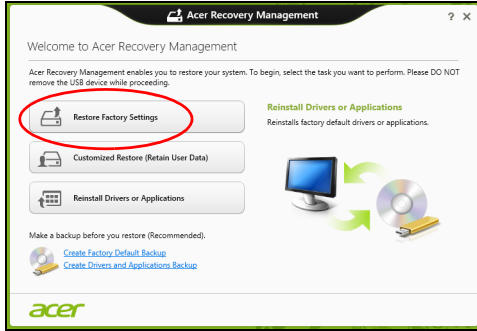 Acer Recovery Management
? X
Welcome to Acer Recovery Management
Acer Recovery Management enables you to restore your system. To begin, select the task you want to perform. Please DO NOT
remove the USB device while proceeding.
Restore Factory Settings
Customized Restore (Retain User Data)
Reinstall Drivers or Applications
Reinstall Drivers or Applications
Reinstalls factory default drivers or applications.
Make a backup before you restore (Recommended).
Create Factory Default Backup
Create Drivers and Applications Backup
acer